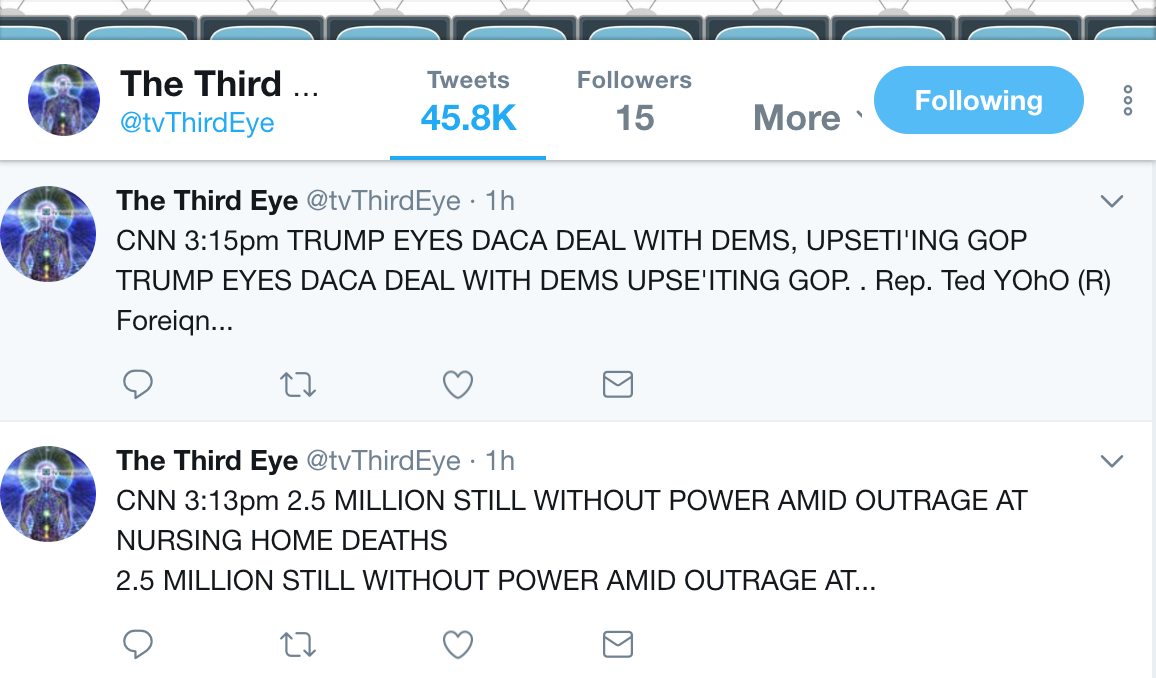 The Third ...
@tvThirdEye
Tweets
45.8K
Followers
15
More
Following
The Third Eye @tvThirdEye · 1h
CNN 3:15pm TRUMP EYES DACA DEAL WITH DEMS, UPSETI'ING GOP
TRUMP EYES DACA DEAL WITH DEMS UPSE'ITING GOP. . Rep. Ted YOhO (R)
Foreiqn...
The Third Eye @tvThirdEye · 1h
CNN 3:13pm 2.5 MILLION STILL WITHOUT POWER AMID OUTRAGE AT
NURSING HOME DEATHS
2.5 MILLION STILL WITHOUT POWER AMID OUTRAGE AT...